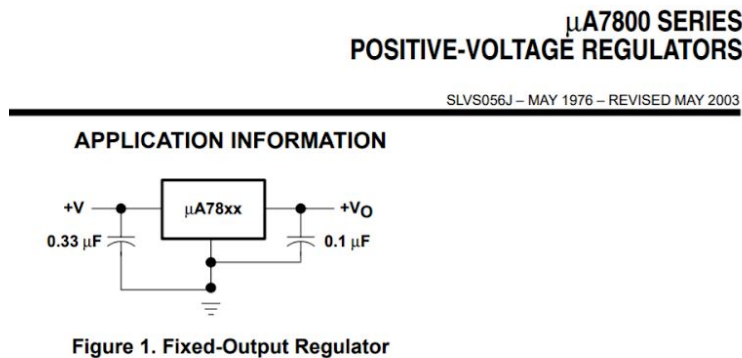 μA7800 SERIES
POSITIVE-VOLTAGE REGULATORS
SLVS056J – MAY 1976 – REVISED MAY 2003
APPLICATION INFORMATION
+V
μA78xx
+VO
0.33 μF
0.1 μF
Figure 1. Fixed-Output Regulator